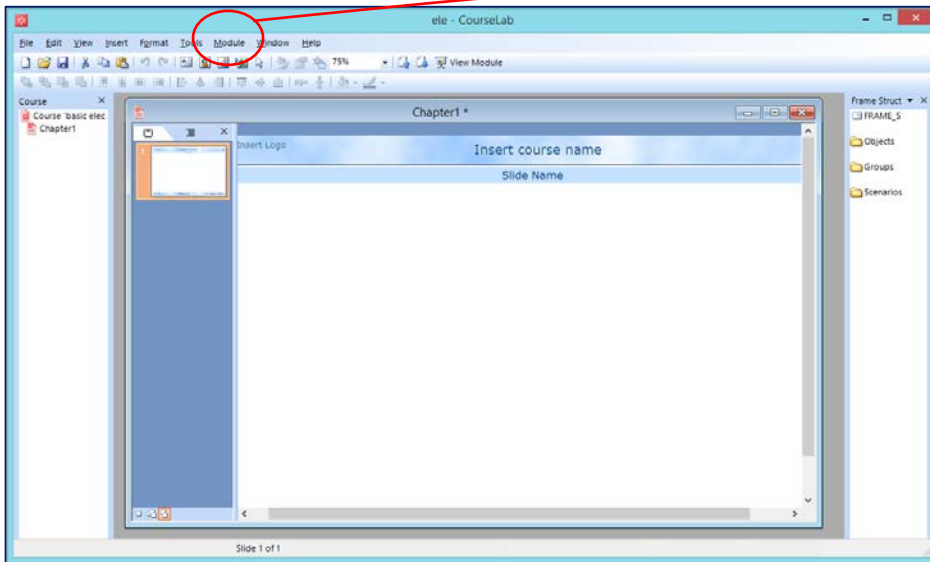 ele - CourseLab
File Edit View Insert Format Tools Module Window Help
75% View Module
Course
Course 'basic elec
Chapter1
Chapter1 *
1
Insert Logo
Insert course name
Slide Name
Frame Struct
FRAME_S
Objects
Groups
Scenarios
Slide 1 of 1